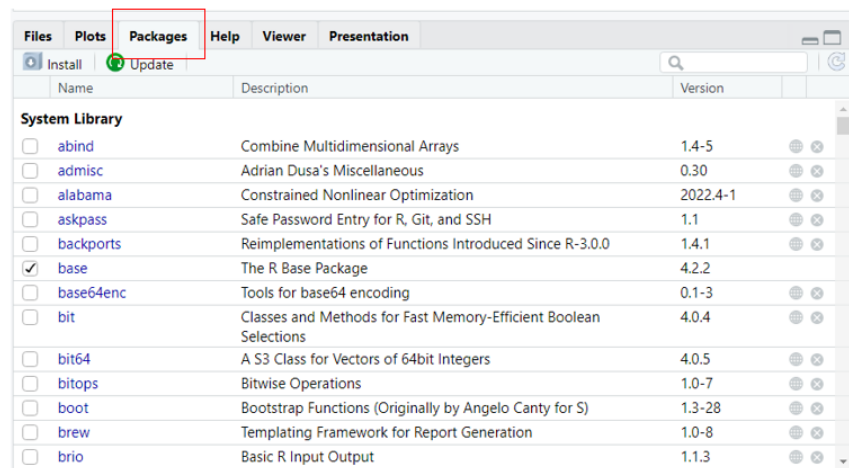 Files Plots Packages Help Viewer Presentation
Install Update
Name Description Version
System Library
abind Combine Multidimensional Arrays 1.4-5
admisc Adrian Dusa's Miscellaneous 0.30
alabama Constrained Nonlinear Optimization 2022.4-1
askpass Safe Password Entry for R, Git, and SSH 1.1
backports Reimplementations of Functions Introduced Since R-3.0.0 1.4.1
base The R Base Package 4.2.2
base64enc Tools for base64 encoding 0.1-3
bit Classes and Methods for Fast Memory-Efficient Boolean 4.0.4
Selections
bit64 A S3 Class for Vectors of 64bit Integers 4.0.5
bitops Bitwise Operations 1.0-7
boot Bootstrap Functions (Originally by Angelo Canty for S) 1.3-28
brew Templating Framework for Report Generation 1.0-8
brio Basic R Input Output 1.1.3